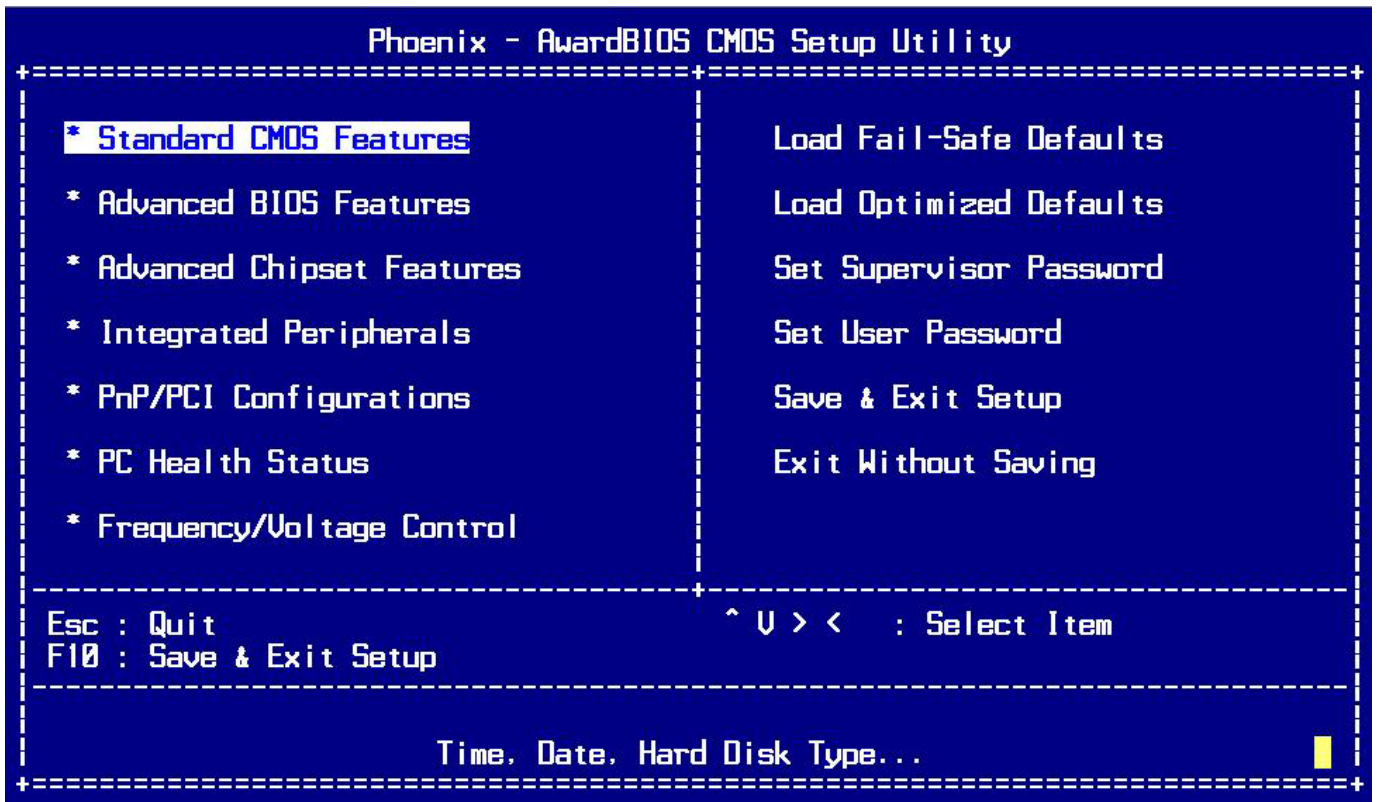 Phoenix - AwardBIOS CMOS Setup Utility
* Standard CMOS Features
* Advanced BIOS Features
* Advanced Chipset Features
* Integrated Peripherals
* PnP/PCI Configurations
* PC Health Status
* Frequency/Voltage Control
Load Fail-Safe Defaults
Load Optimized Defaults
Set Supervisor Password
Set User Password
Save & Exit Setup
Exit Without Saving
Esc : Quit
F10 : Save & Exit Setup
^ V > < : Select Item
Time, Date, Hard Disk Type...